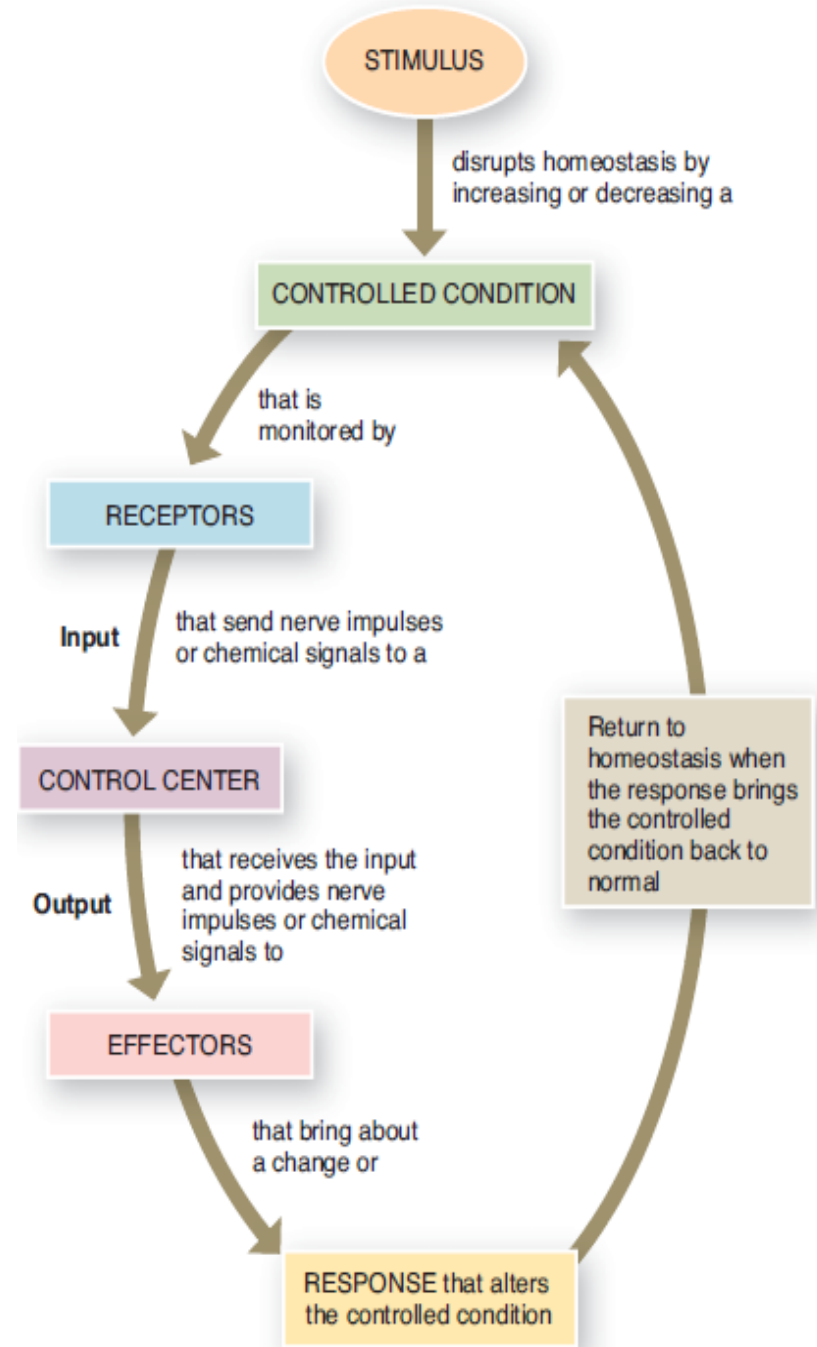 STIMULUS
disrupts homeostasis by
increasing or decreasing a
CONTROLLED CONDITION
that is
monitored by
RECEPTORS
Input
that send nerve impulses
or chemical signals to a
CONTROL CENTER
Output
that receives the input
and provides nerve
impulses or chemical
signals to
EFFECTORS
that bring about
a change or
RESPONSE that alters
the controlled condition
Return to
homeostasis when
the response brings
the controlled
condition back to
normal